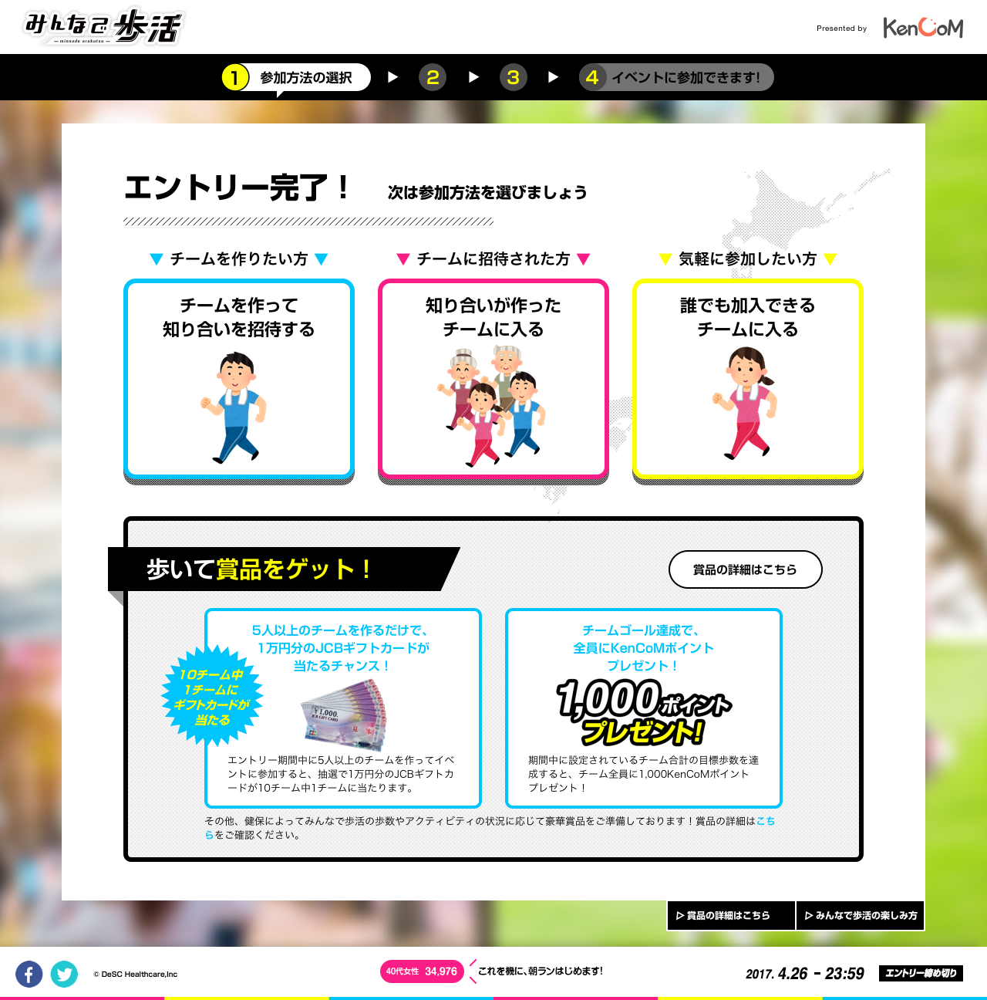 みんなで歩活
minnade arukatsu
Presented by KenCoM
1 参加方法の選択 ▶ 2 ▶ 3 ▶ 4 イベントに参加できます!
エントリー完了！ 次は参加方法を選びましょう
▼ チームを作りたい方 ▼
チームを作って
知り合いを招待する
▼ チームに招待された方 ▼
知り合いが作った
チームに入る
▼ 気軽に参加したい方 ▼
誰でも加入できる
チームに入る
歩いて賞品をゲット！
賞品の詳細はこちら
10チーム中
1チームに
ギフトカードが
当たる
5人以上のチームを作るだけで、
1万円分のJCBギフトカードが
当たるチャンス！
￥1,000.
JCB GIFT CARD
エントリー期間中に5人以上のチームを作ってイベ
ントに参加すると、抽選で1万円分のJCBギフトカ
ードが10チーム中1チームに当たります。
チームゴール達成で、
全員にKenCoMポイント
プレゼント！
1,000ポイント
プレゼント!
期間中に設定されているチーム合計の目標歩数を達
成すると、チーム全員に1,000KenCoMポイント
プレゼント！
その他、健保によってみんなで歩活の歩数やアクティビティの状況に応じて豪華賞品をご準備しております！賞品の詳細はこち
らをご確認ください。
▷ 賞品の詳細はこちら
▷ みんなで歩活の楽しみ方
© DeSC Healthcare,Inc
40代女性 34,976 これを機に、朝ランはじめます!
2017. 4.26 - 23:59 エントリー締め切り